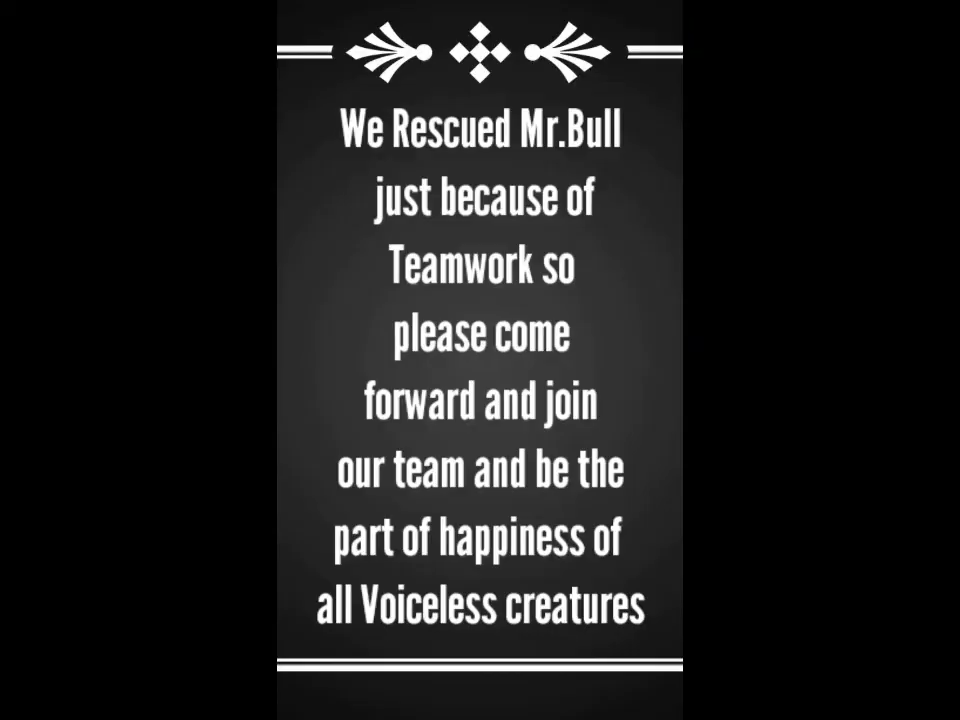 We Rescued Mr.Bull
just because of
Teamwork so
please come
forward and join
our team and be the
part of happiness of
all Voiceless creatures